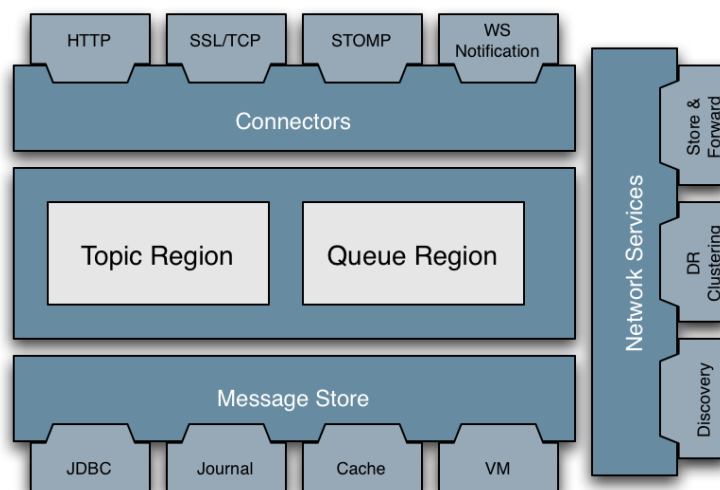 HTTP
SSL/TCP
STOMP
WS
Notification
Connectors
Topic Region
Queue Region
Message Store
JDBC
Journal
Cache
VM
Network Services
Store &
Forward
DR
Clustering
Discovery